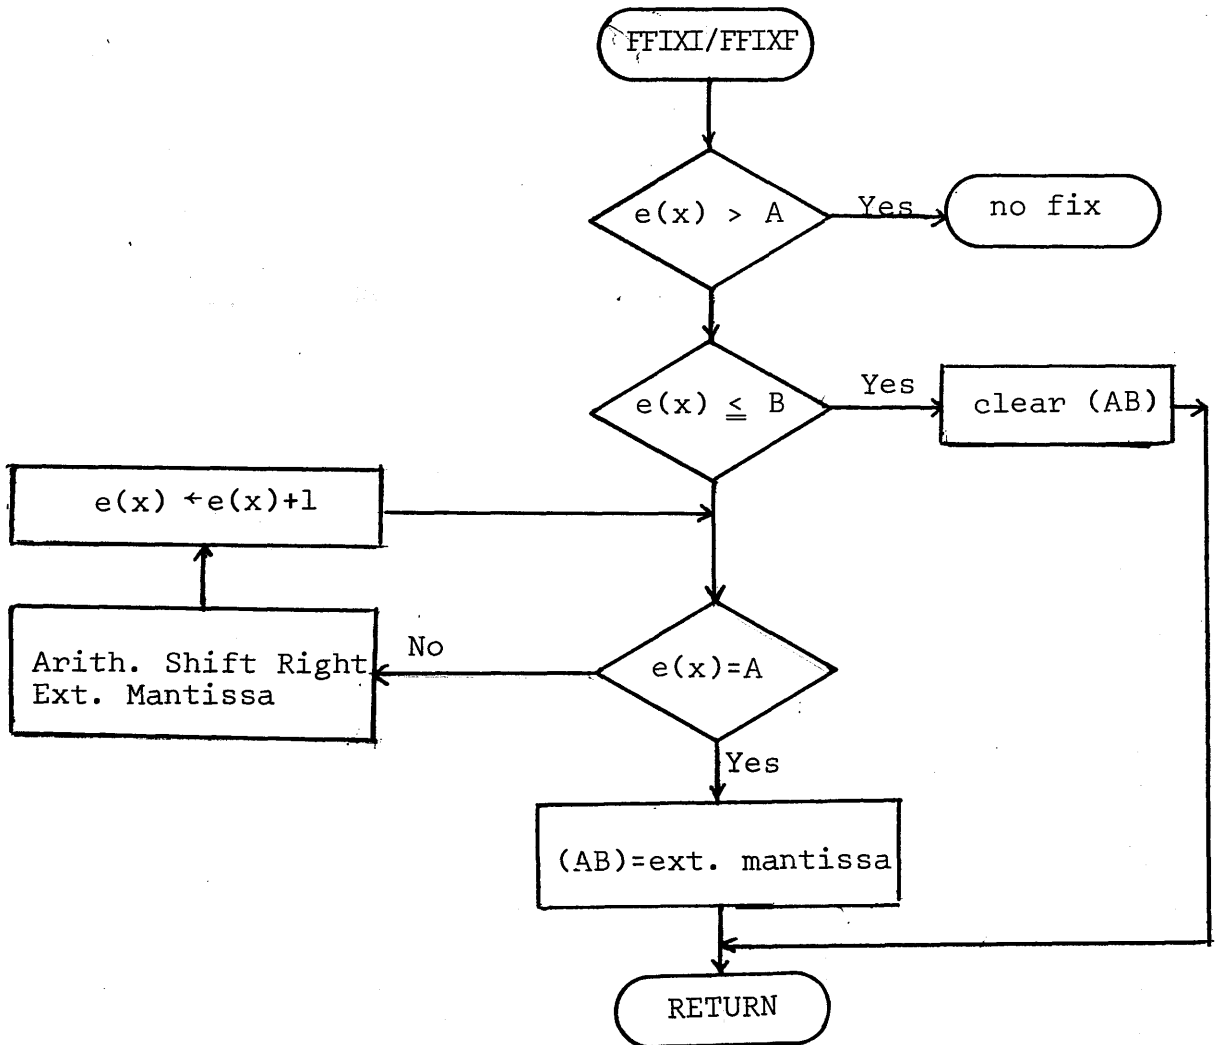 FFIXI/FFIXF
e(x) > A
Yes
no fix
e(x) ≤ B
Yes
clear (AB)
e(x) ←e(x)+1
Arith. Shift Right
Ext. Mantissa
No
e(x)=A
Yes
(AB)=ext. mantissa
RETURN